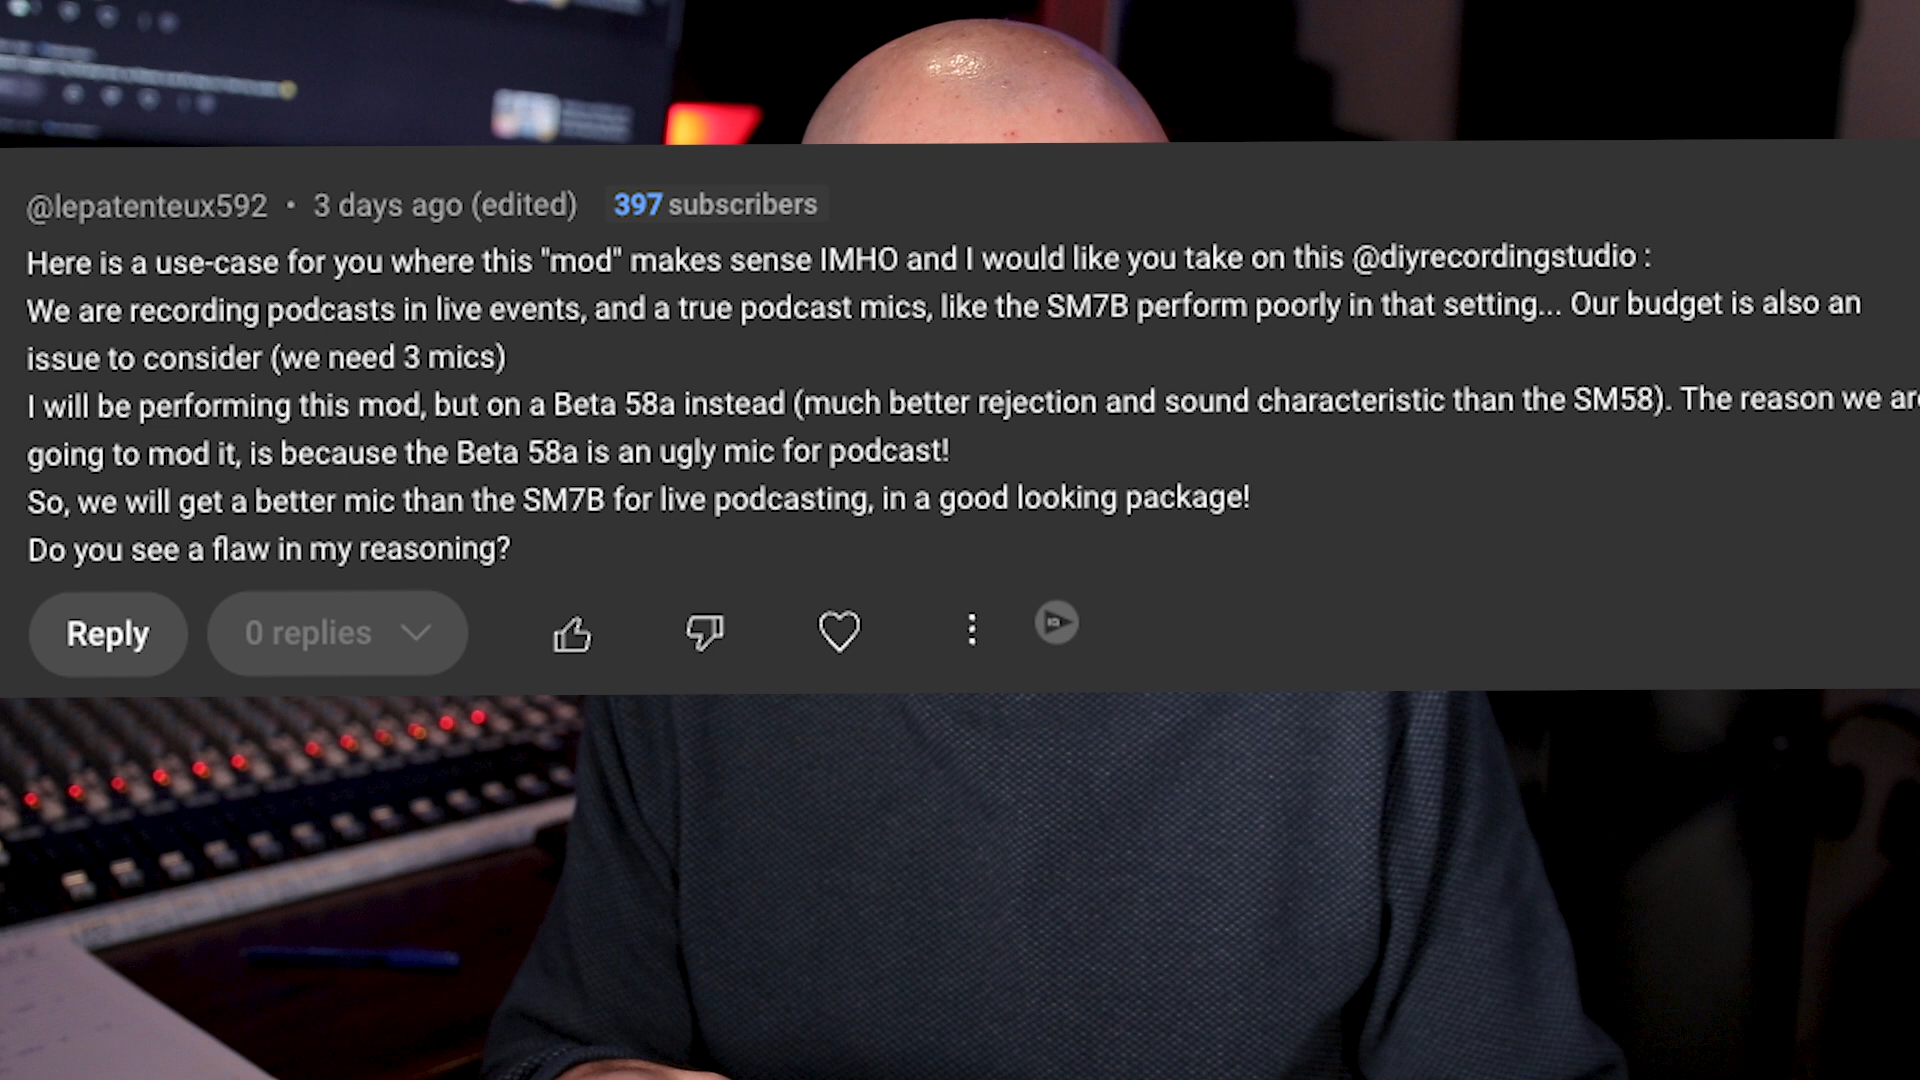 @lepatenteux592 • 3 days ago (edited) 397 subscribers
Here is a use-case for you where this "mod" makes sense IMHO and I would like you take on this @diyrecordingstudio :
We are recording podcasts in live events, and a true podcast mics, like the SM7B perform poorly in that setting... Our budget is also an
issue to consider (we need 3 mics)
I will be performing this mod, but on a Beta 58a instead (much better rejection and sound characteristic than the SM58). The reason we are
going to mod it, is because the Beta 58a is an ugly mic for podcast!
So, we will get a better mic than the SM7B for live podcasting, in a good looking package!
Do you see a flaw in my reasoning?
Reply 0 replies